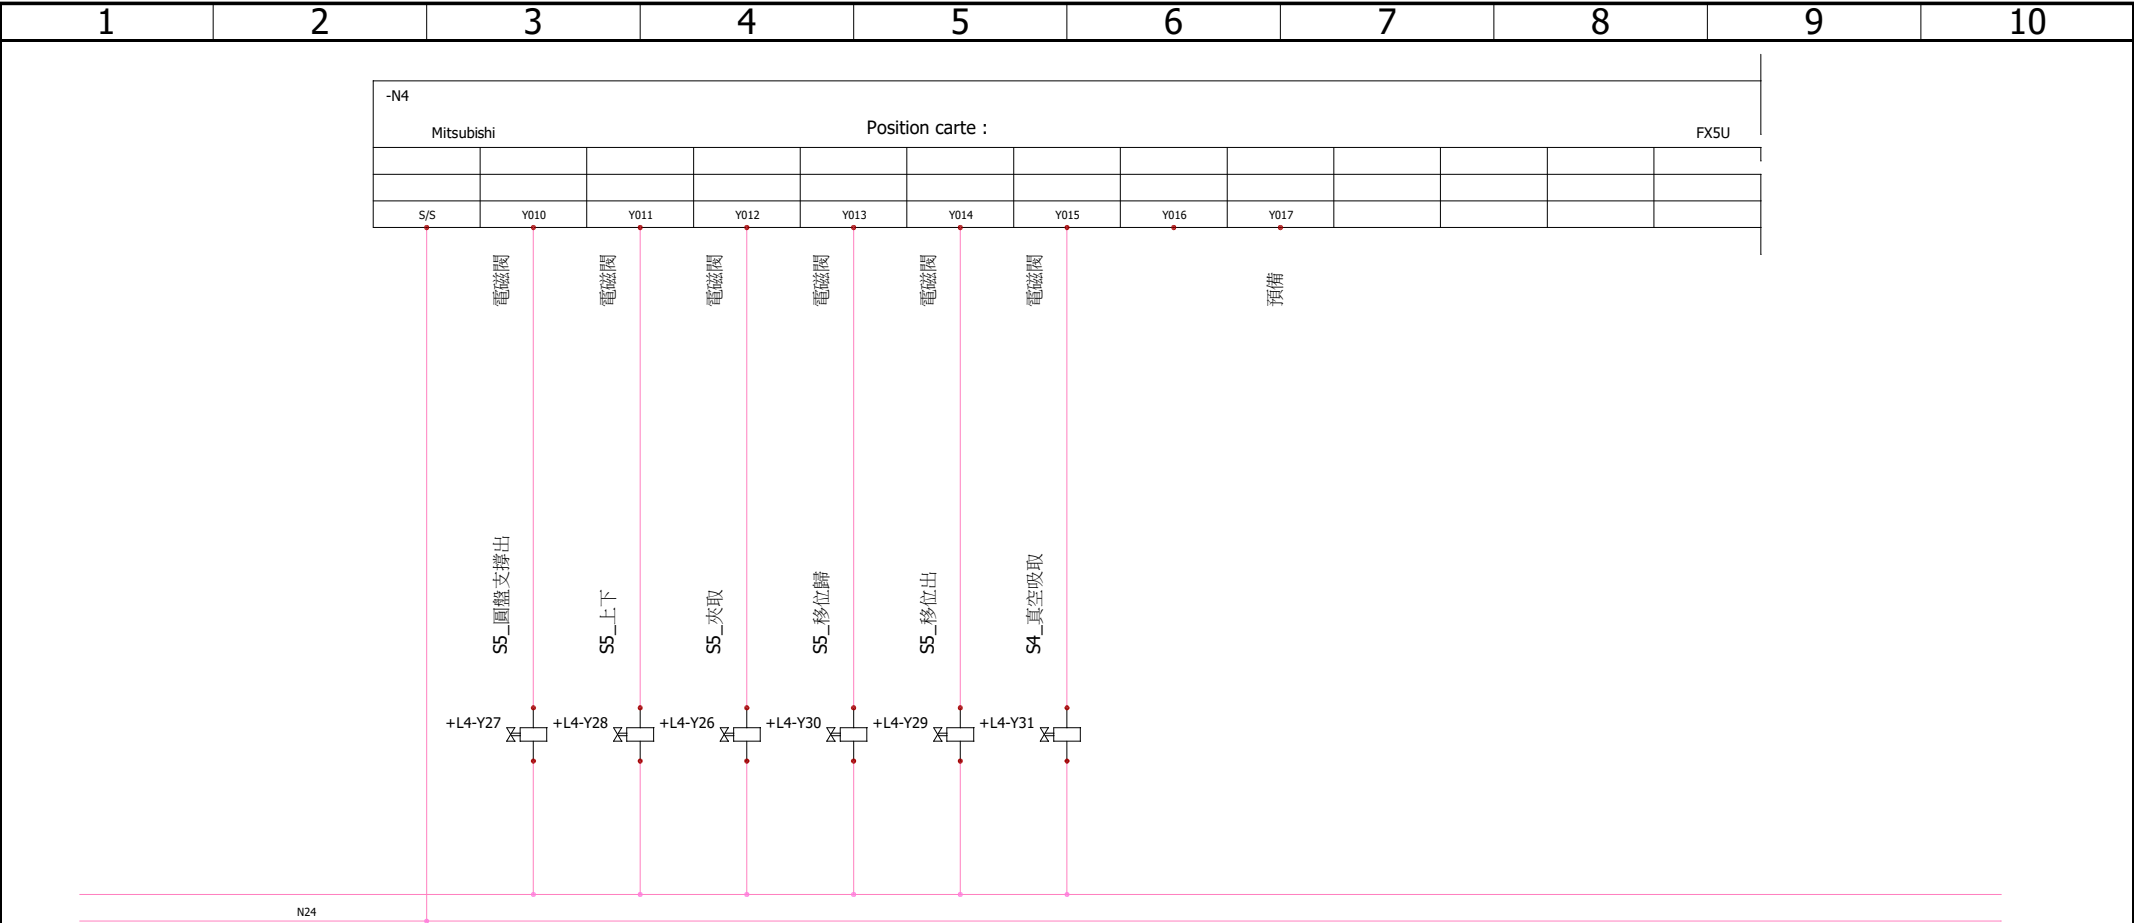 1 2 3 4 5 6 7 8 9 10
-N4
Mitsubishi Position carte : FX5U
S/S Y010 Y011 Y012 Y013 Y014 Y015 Y016 Y017
電磁閥 電磁閥 電磁閥 電磁閥 電磁閥 電磁閥 預備
S5_圓盤支撐出 S5_上下 S5_夾取 S5_移位歸 S5_移位出 S4_真空吸取
+L4-Y27 +L4-Y28 +L4-Y26 +L4-Y30 +L4-Y29 +L4-Y31
N24